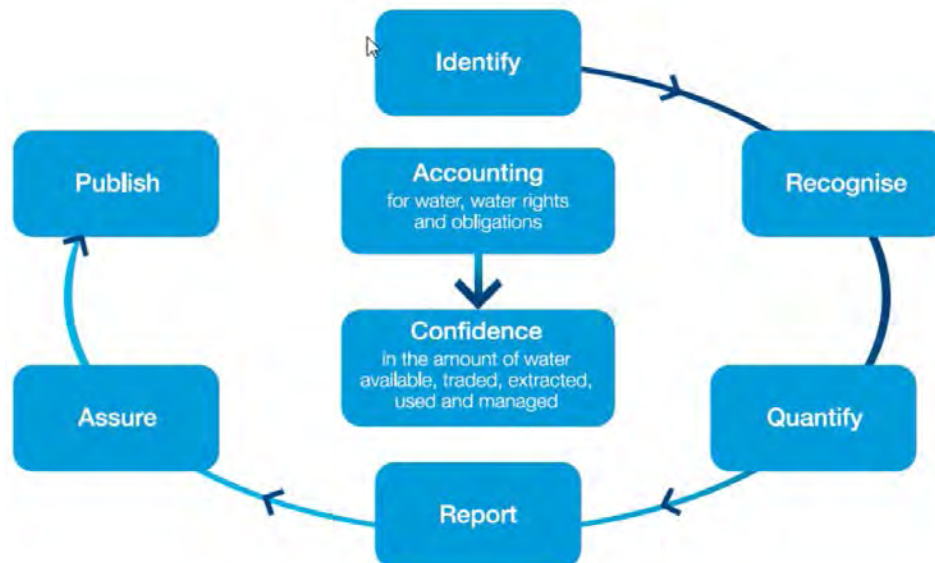 Identify
Publish
Recognise
Accounting
for water, water rights
and obligations
Confidence
in the amount of water
available, traded, extracted,
used and managed
Assure
Quantify
Report